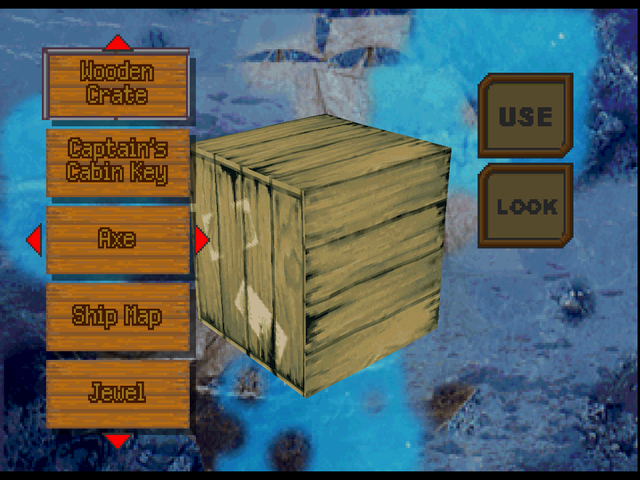 Wooden
Crate
Captain's
Cabin Key
Axe
Ship Map
Jewel
USE
LOOK